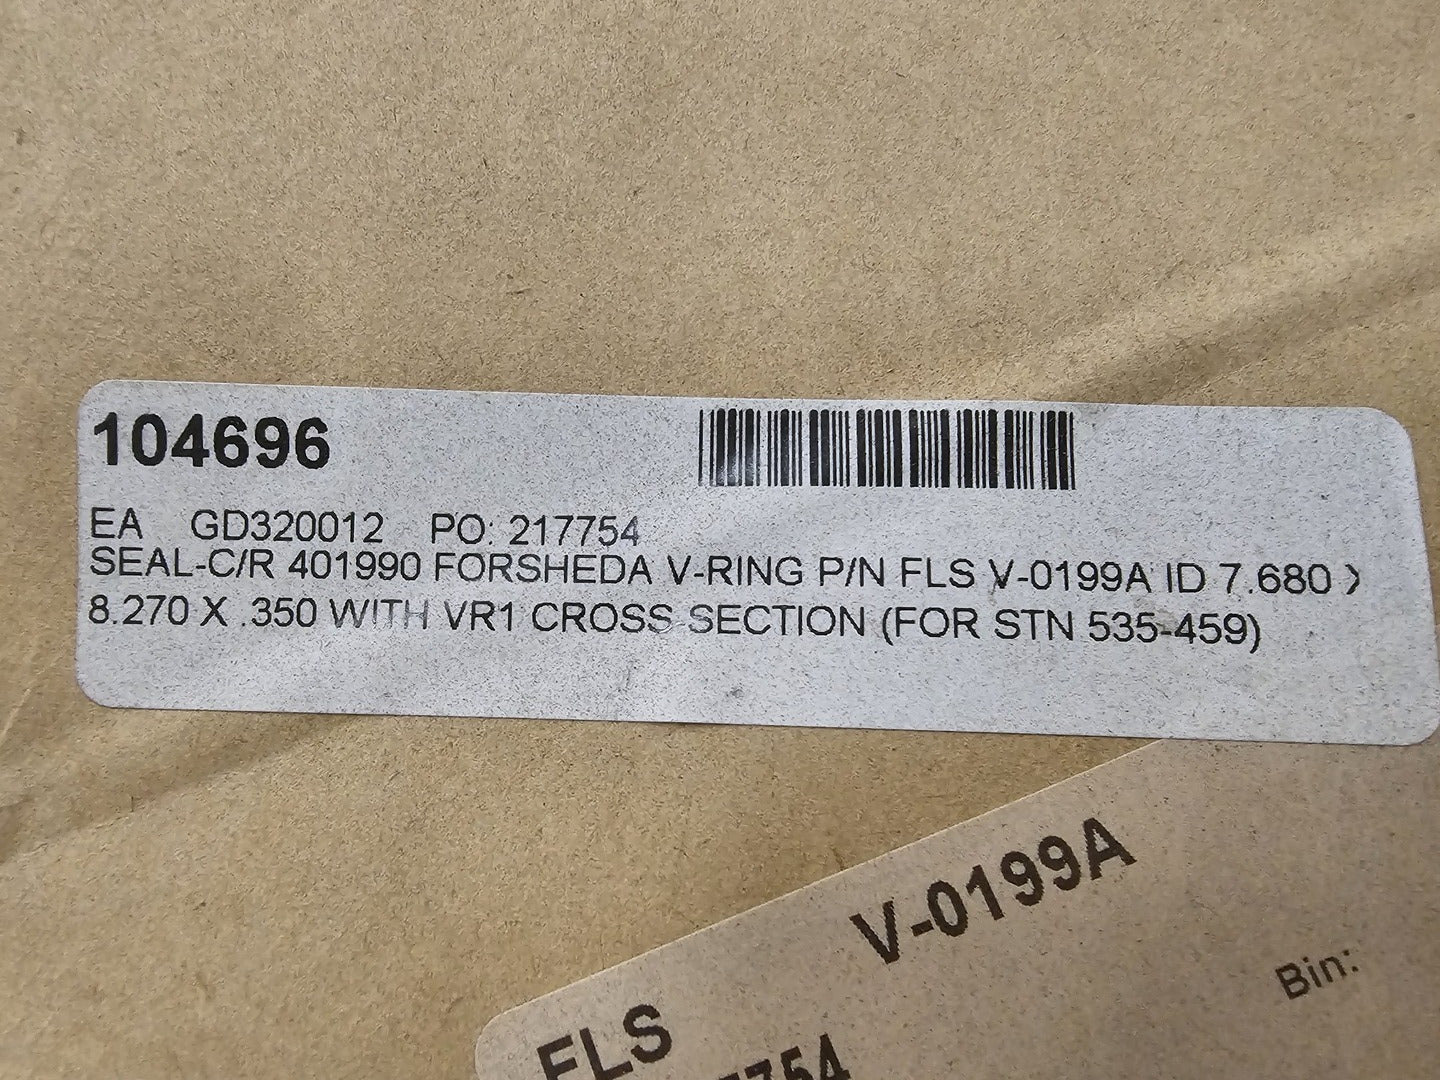 104696
EA GD320012 PO: 217754
SEAL-C/R 401990 FORSHEDA V-RING P/N FLS V-0199A ID 7.680 X
8.270 X .350 WITH VR1 CROSS SECTION (FOR STN 535-459)
V-0199A
Bin:
FLS
7754